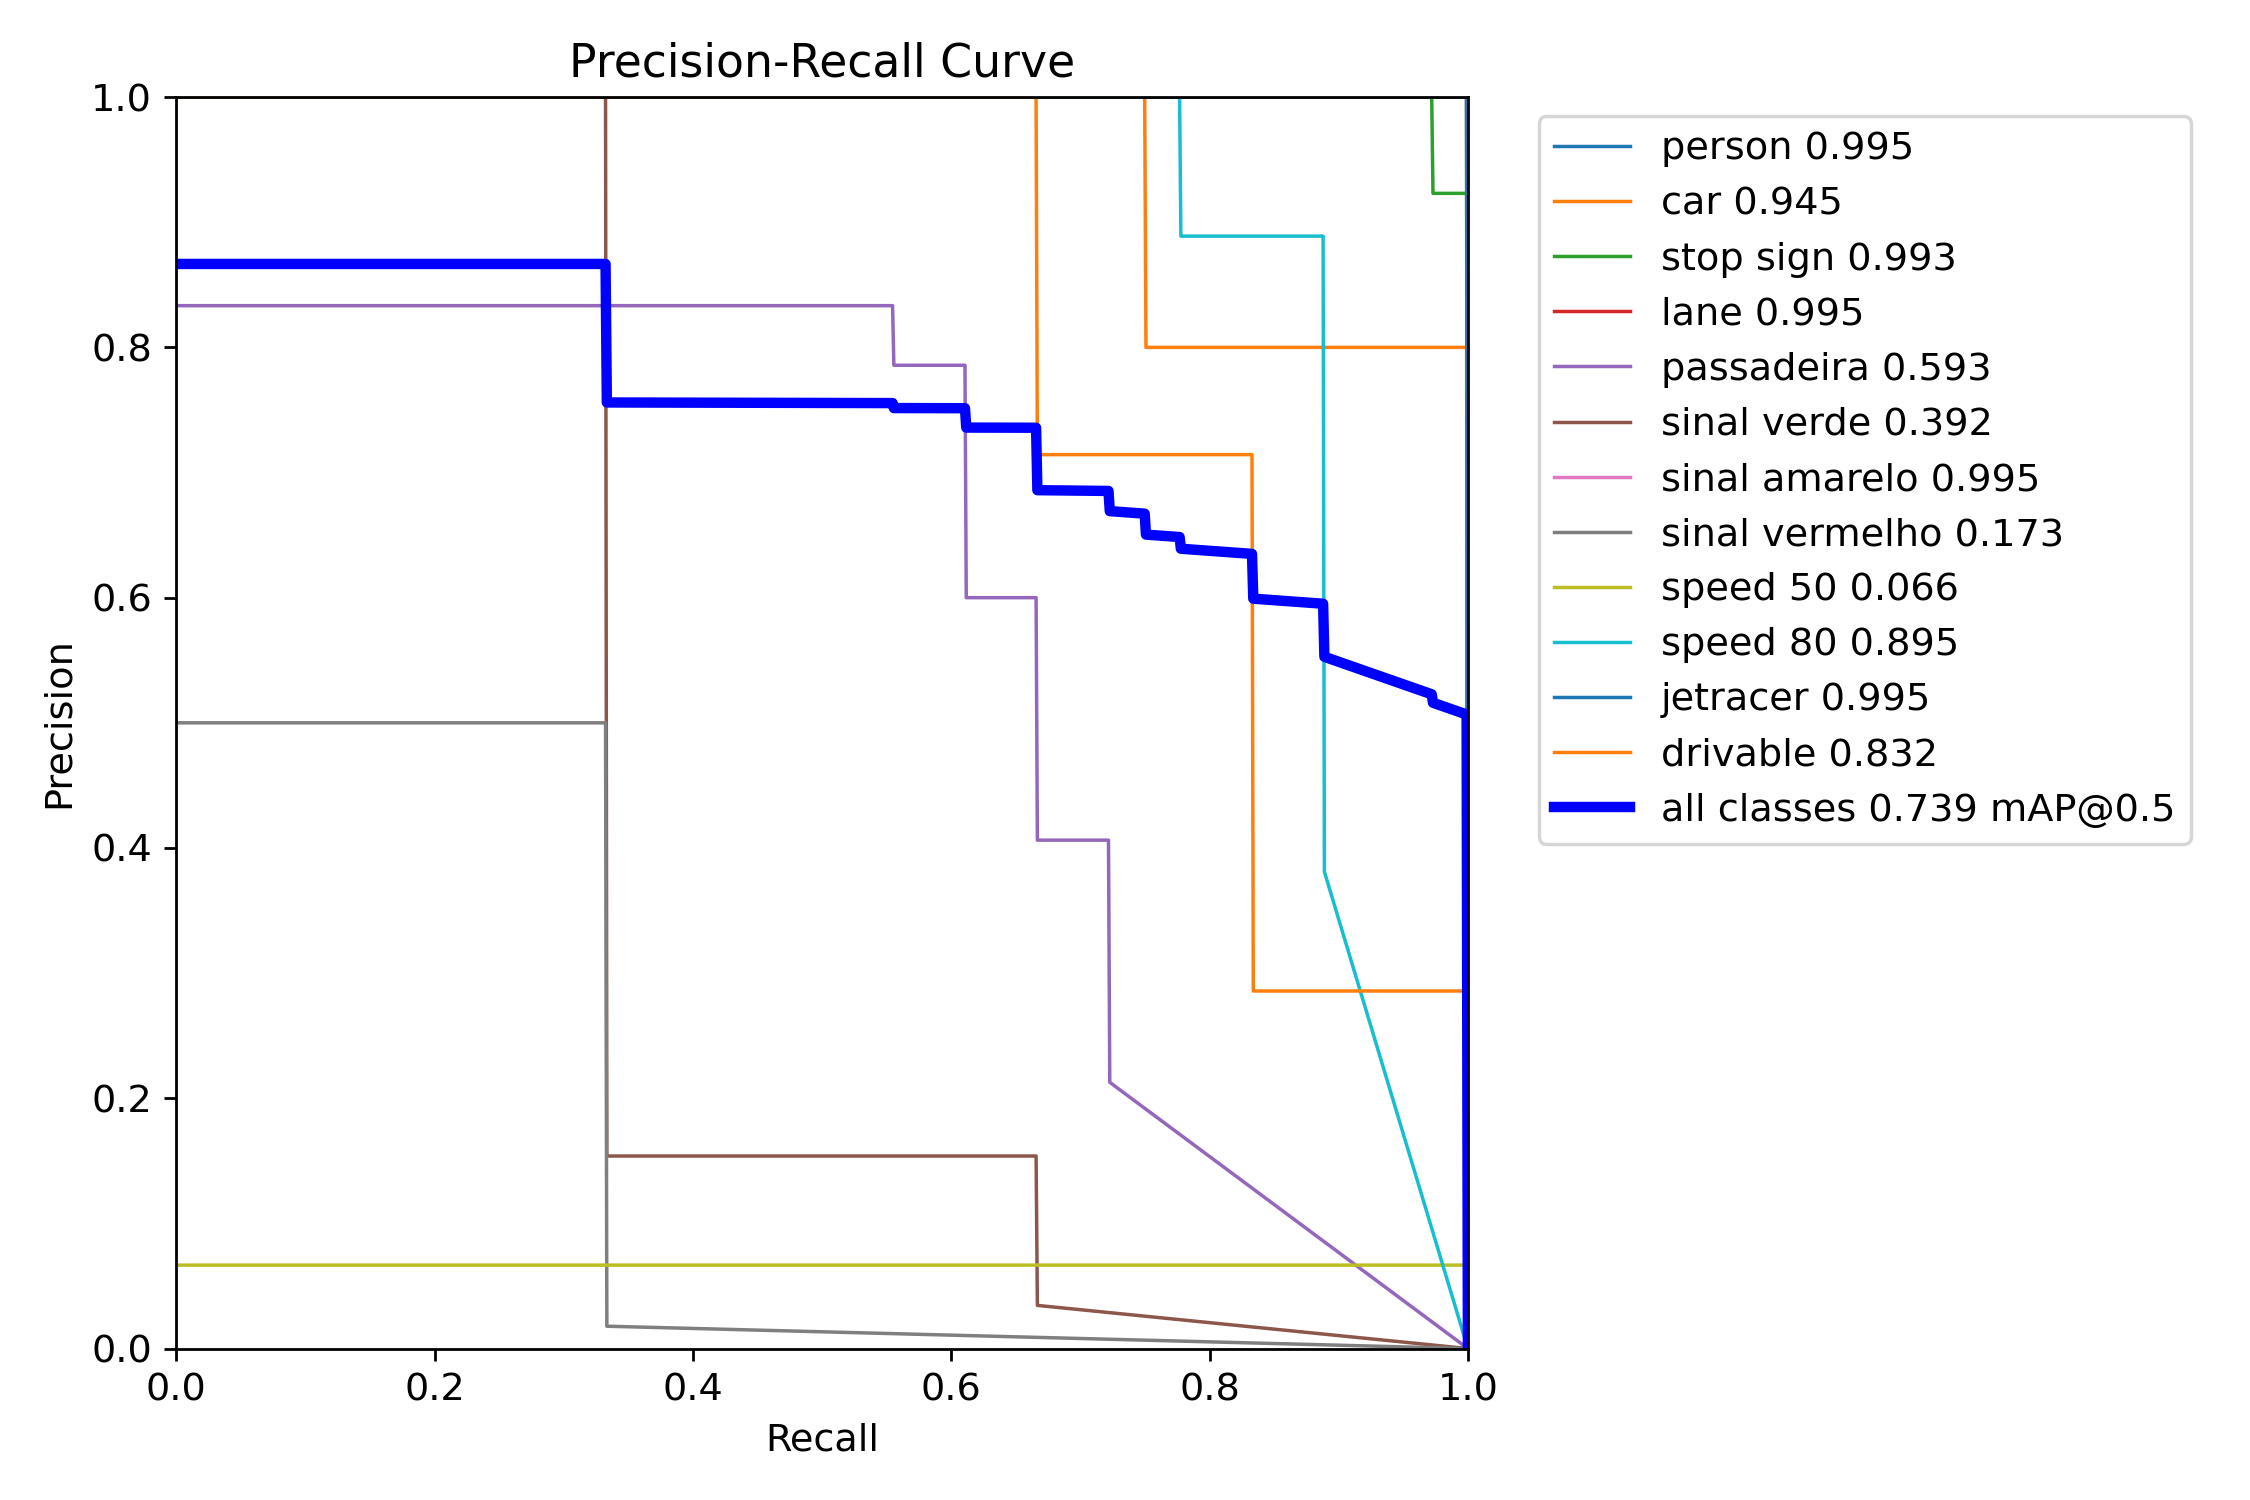 Precision-Recall Curve
1.0
0.8
0.6
0.4
0.2
0.0
Precision
0.0 0.2 0.4 0.6 0.8 1.0
Recall
person 0.995
car 0.945
stop sign 0.993
lane 0.995
passadeira 0.593
sinal verde 0.392
sinal amarelo 0.995
sinal vermelho 0.173
speed 50 0.066
speed 80 0.895
jetracer 0.995
drivable 0.832
all classes 0.739 mAP@0.5